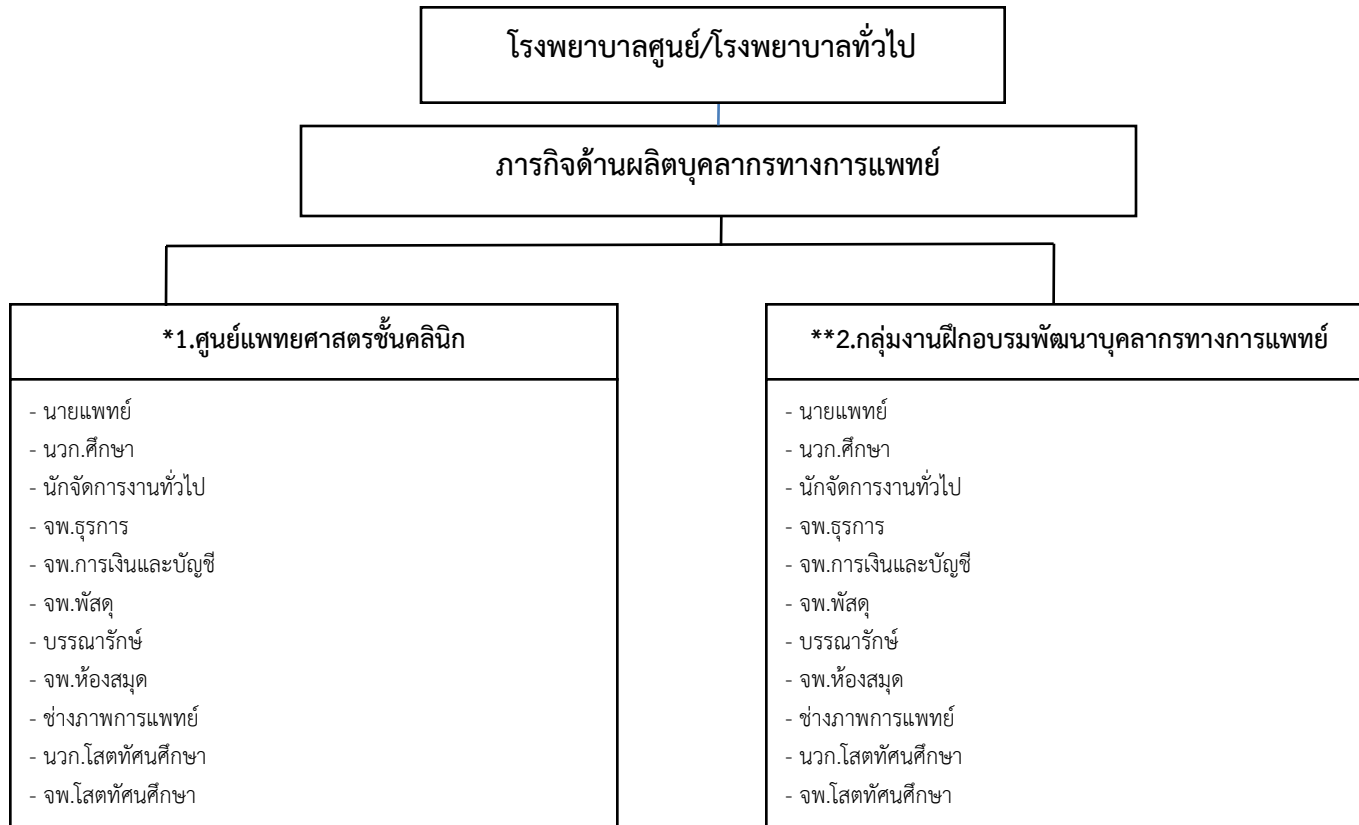 โรงพยาบาลศูนย์/โรงพยาบาลทั่วไป
ภารกิจด้านผลิตบุคลากรทางการแพทย์
*1.ศูนย์แพทยศาสตรชั้นคลินิก
- นายแพทย์
- นวก.ศึกษา
- นักจัดการงานทั่วไป
- จพ.ธุรการ
- จพ.การเงินและบัญชี
- จพ.พัสดุ
- บรรณารักษ์
- จพ.ห้องสมุด
- ช่างภาพการแพทย์
- นวก.โสตทัศนศึกษา
- จพ.โสตทัศนศึกษา
**2.กลุ่มงานฝึกอบรมพัฒนาบุคลากรทางการแพทย์
- นายแพทย์
- นวก.ศึกษา
- นักจัดการงานทั่วไป
- จพ.ธุรการ
- จพ.การเงินและบัญชี
- จพ.พัสดุ
- บรรณารักษ์
- จพ.ห้องสมุด
- ช่างภาพการแพทย์
- นวก.โสตทัศนศึกษา
- จพ.โสตทัศนศึกษา